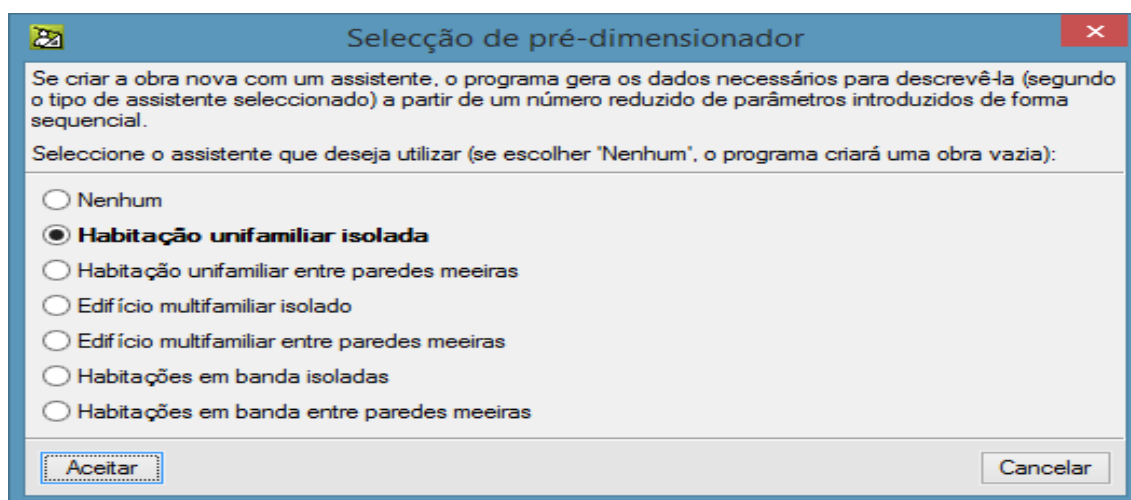 Selecção de pré-dimensionador
Se criar a obra nova com um assistente, o programa gera os dados necessários para descrevê-la (segundo
o tipo de assistente seleccionado) a partir de um número reduzido de parâmetros introduzidos de forma
sequencial.
Seleccione o assistente que deseja utilizar (se escolher "Nenhum", o programa criará uma obra vazia):
Nenhum
Habitação unifamiliar isolada
Habitação unifamiliar entre paredes meeiras
Edifício multifamiliar isolado
Edifício multifamiliar entre paredes meeiras
Habitações em banda isoladas
Habitações em banda entre paredes meeiras
Aceitar
Cancelar